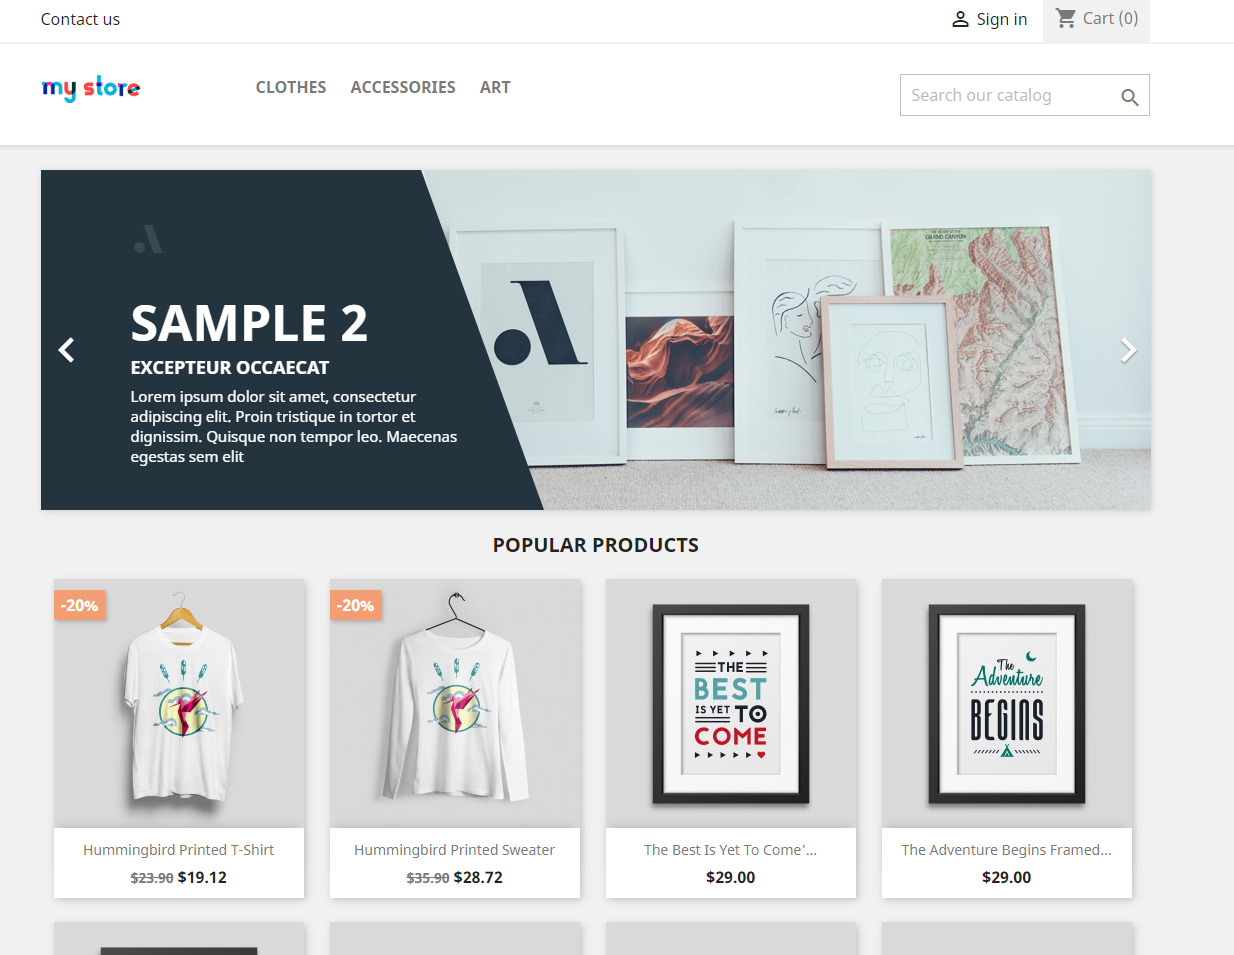 Contact us
Sign in
Cart (0)
my store
CLOTHES ACCESSORIES ART
Search our catalog
SAMPLE 2
EXCEPTEUR OCCAECAT
Lorem ipsum dolor sit amet, consectetur
adipiscing elit. Proin tristique in tortor et
dignissim. Quisque non tempor leo. Maecenas
egestas sem elit
GRAND CANYON
POPULAR PRODUCTS
-20%
-20%
THE
BEST
IS YET TO
COME
The
Adventure
BEGINS
Hummingbird Printed T-Shirt
$23.90 $19.12
Hummingbird Printed Sweater
$35.90 $28.72
The Best Is Yet To Come'...
$29.00
The Adventure Begins Framed...
$29.00